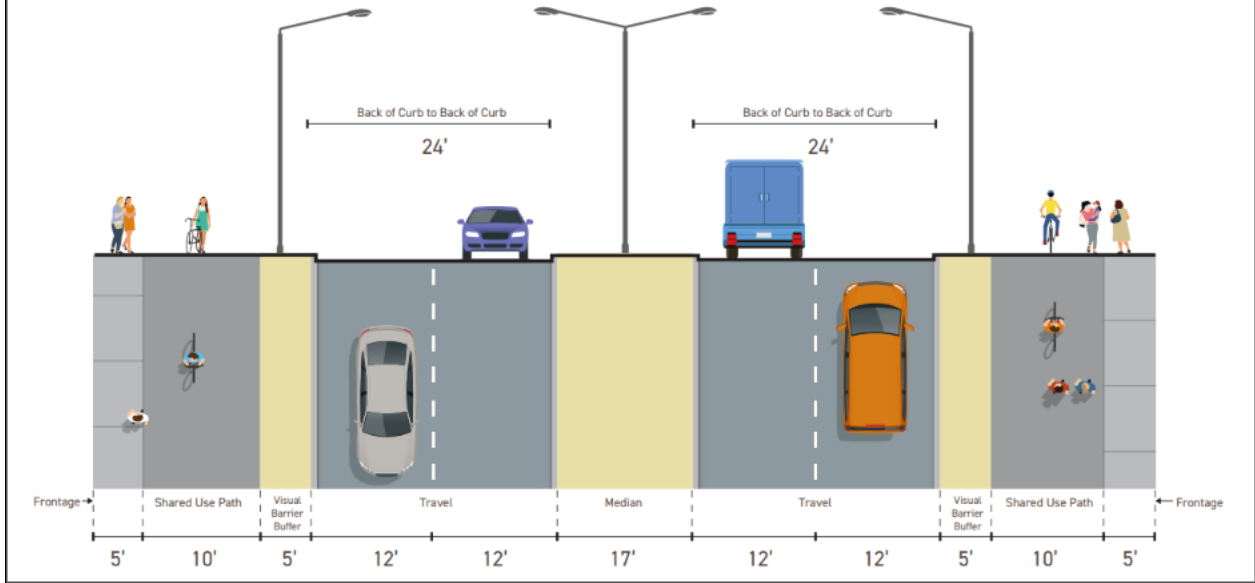 Back of Curb to Back of Curb
24'
Back of Curb to Back of Curb
24'
Frontage
Shared Use Path
Visual
Barrier
Buffer
Travel
Median
Travel
Visual
Barrier
Buffer
Shared Use Path
Frontage
5'
10'
5'
12'
12'
17'
12'
12'
5'
10'
5'